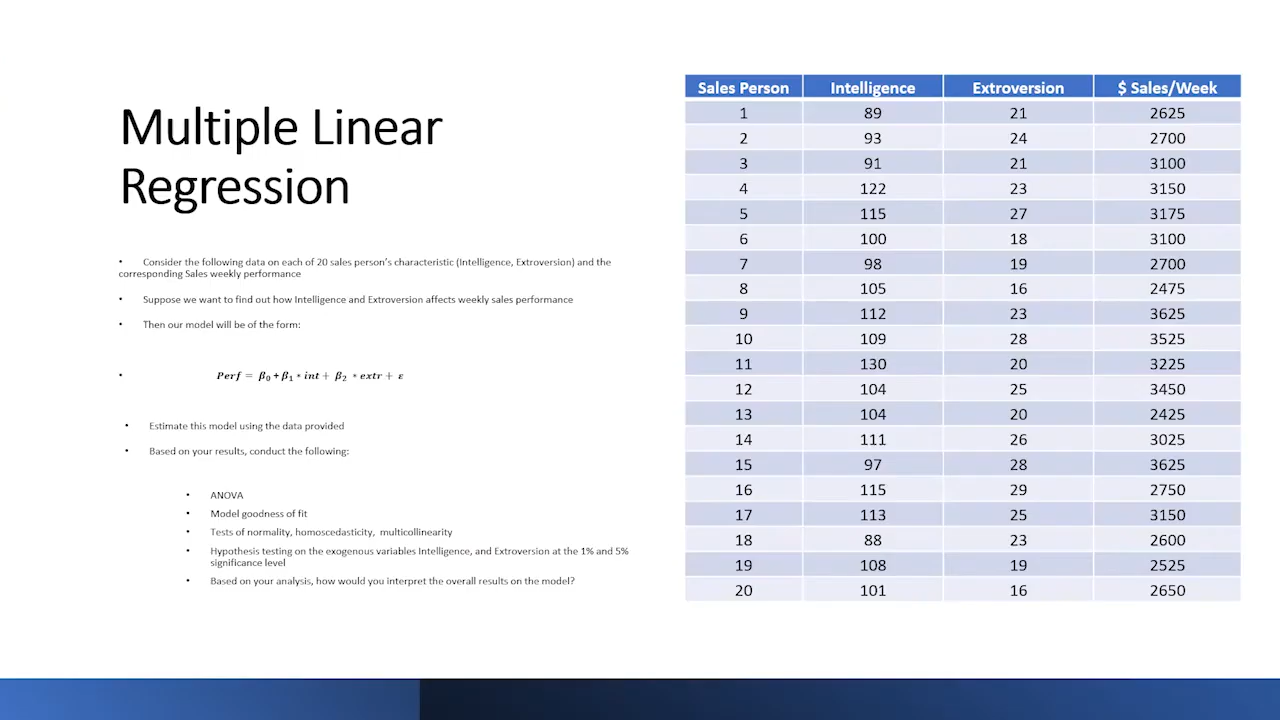 Multiple Linear
Regression
• Consider the following data on each of 20 sales person’s characteristic (Intelligence, Extroversion) and the
corresponding Sales weekly performance
• Suppose we want to find out how Intelligence and Extroversion affects weekly sales performance
• Then our model will be of the form:
• Perf = β₀ + β₁ * int + β₂ * extr + ε
• Estimate this model using the data provided
• Based on your results, conduct the following:
• ANOVA
• Model goodness of fit
• Tests of normality, homoscedasticity, multicollinearity
• Hypothesis testing on the exogenous variables Intelligence, and Extroversion at the 1% and 5%
significance level
• Based on your analysis, how would you interpret the overall results on the model?
Sales Person Intelligence Extroversion $ Sales/Week
1 89 21 2625
2 93 24 2700
3 91 21 3100
4 122 23 3150
5 115 27 3175
6 100 18 3100
7 98 19 2700
8 105 16 2475
9 112 23 3625
10 109 28 3525
11 130 20 3225
12 104 25 3450
13 104 20 2425
14 111 26 3025
15 97 28 3625
16 115 29 2750
17 113 25 3150
18 88 23 2600
19 108 19 2525
20 101 16 2650